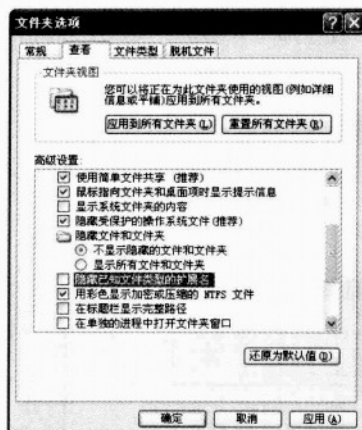 文件夹选项
常规 查看 文件类型 脱机文件
文件夹视图
您可以将正在为此文件夹使用的视图(例如详细
信息或平铺)应用到所有文件夹。
应用到所有文件夹(L) 重置所有文件夹(R)
高级设置:
使用简单文件共享 (推荐)
鼠标指向文件夹和桌面项时显示提示信息
显示系统文件夹的内容
隐藏受保护的操作系统文件(推荐)
隐藏文件和文件夹
不显示隐藏的文件和文件夹
显示所有文件和文件夹
隐藏已知文件类型的扩展名
用彩色显示加密或压缩的 NTFS 文件
在标题栏显示完整路径
在单独的进程中打开文件夹窗口
还原为默认值(D)
确定 取消 应用(A)